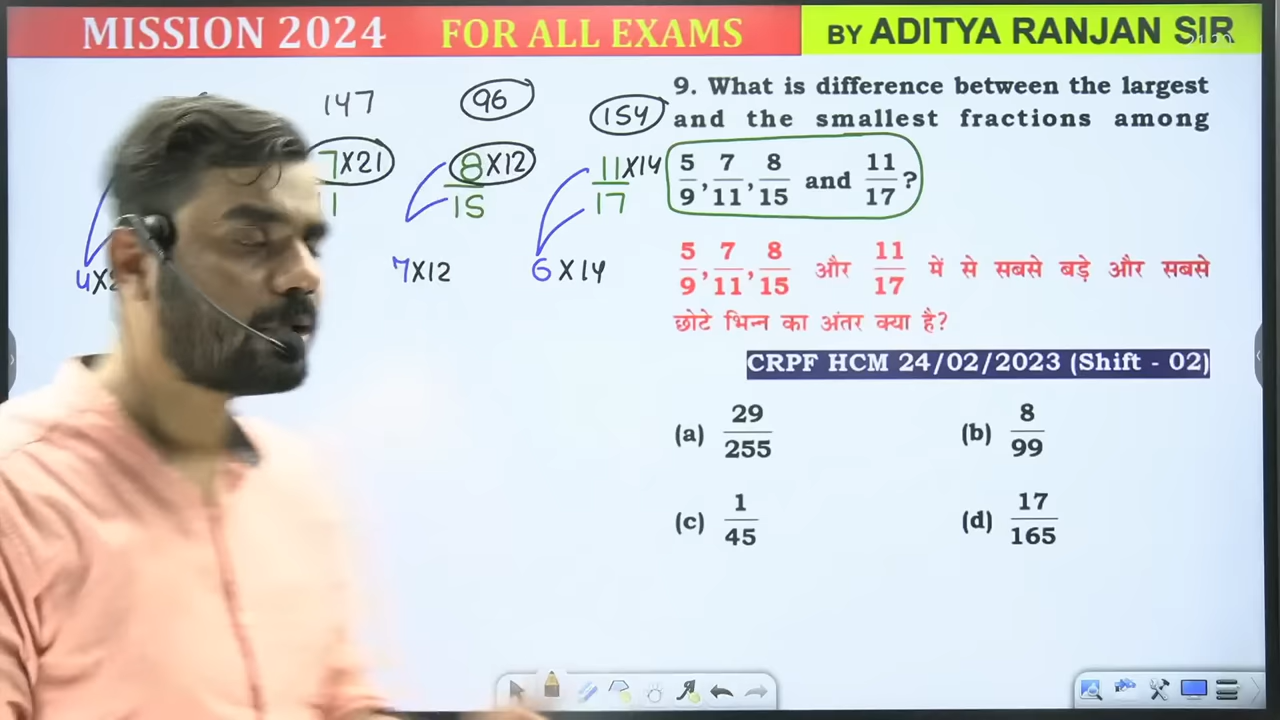 MISSION 2024 FOR ALL EXAMS BY ADITYA RANJAN SIR
147 96 154
7X21 8X12 11X14
15 17
7X12 6X14
9. What is difference between the largest
and the smallest fractions among
5/9, 7/11, 8/15 and 11/17?
5/9, 7/11, 8/15 और 11/17 में से सबसे बड़े और सबसे
छोटे भिन्न का अंतर क्या है?
CRPF HCM 24/02/2023 (Shift - 02)
(a) 29/255 (b) 8/99
(c) 1/45 (d) 17/165